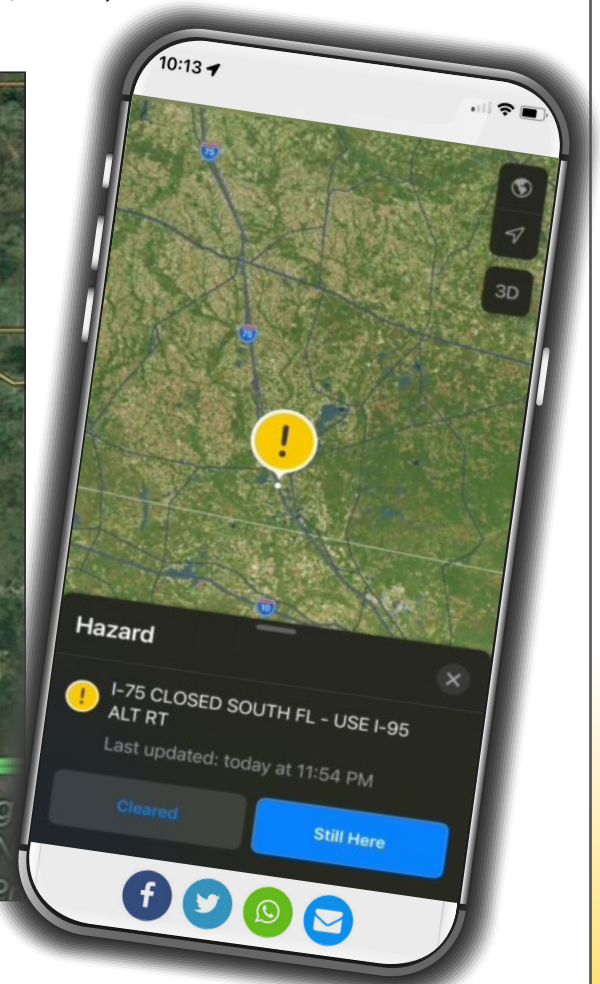 10:13
75
3D
75
!
10
Hazard
! I-75 CLOSED SOUTH FL - USE I-95
ALT RT
Last updated: today at 11:54 PM
Cleared
Still Here